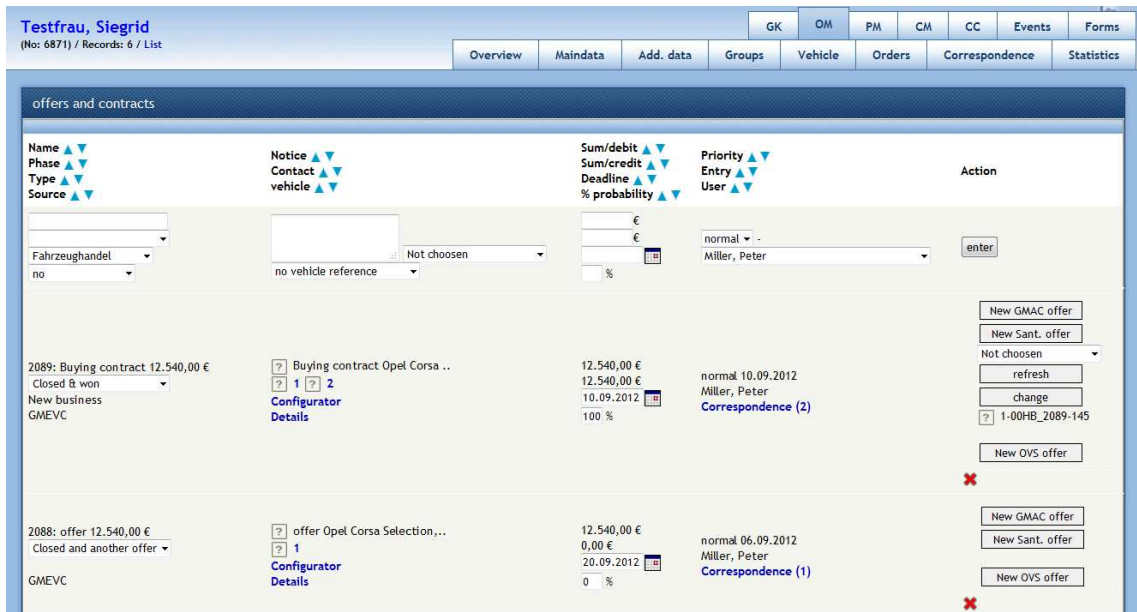 Testfrau, Siegrid
(No: 6871) / Records: 6 / List
GK OM PM CM CC Events Forms
Overview Maindata Add. data Groups Vehicle Orders Correspondence Statistics
offers and contracts
Name
Phase
Type
Source
Notice
Contact
vehicle
Sum/debit
Sum/credit
Deadline
% probability
Priority
Entry
User
Action
Fahrzeughandel
no
Not choosen
no vehicle reference
€
€
%
normal -
Miller, Peter
enter
2089: Buying contract 12.540,00 €
Closed & won
New business
GMEVC
? Buying contract Opel Corsa ..
? 1 ? 2
Configurator
Details
12.540,00 €
12.540,00 €
10.09.2012
100 %
normal 10.09.2012
Miller, Peter
Correspondence (2)
New GMAC offer
New Sant. offer
Not choosen
refresh
change
? 1-00HB_2089-145
New OVS offer
2088: offer 12.540,00 €
Closed and another offer
GMEVC
? offer Opel Corsa Selection,..
? 1
Configurator
Details
12.540,00 €
0,00 €
20.09.2012
0 %
normal 06.09.2012
Miller, Peter
Correspondence (1)
New GMAC offer
New Sant. offer
New OVS offer